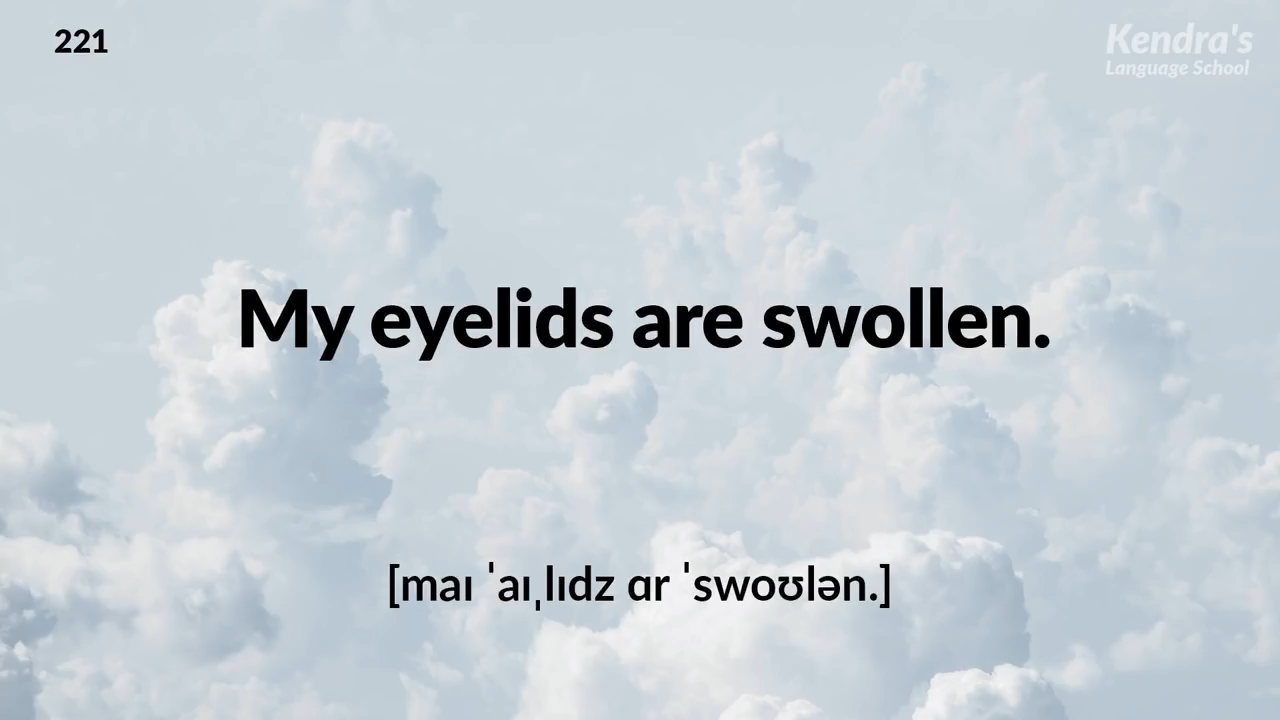 221
Kendra's
Language School
My eyelids are swollen.
[maɪ ˈaɪˌlɪdz ɑr ˈswoʊlən.]